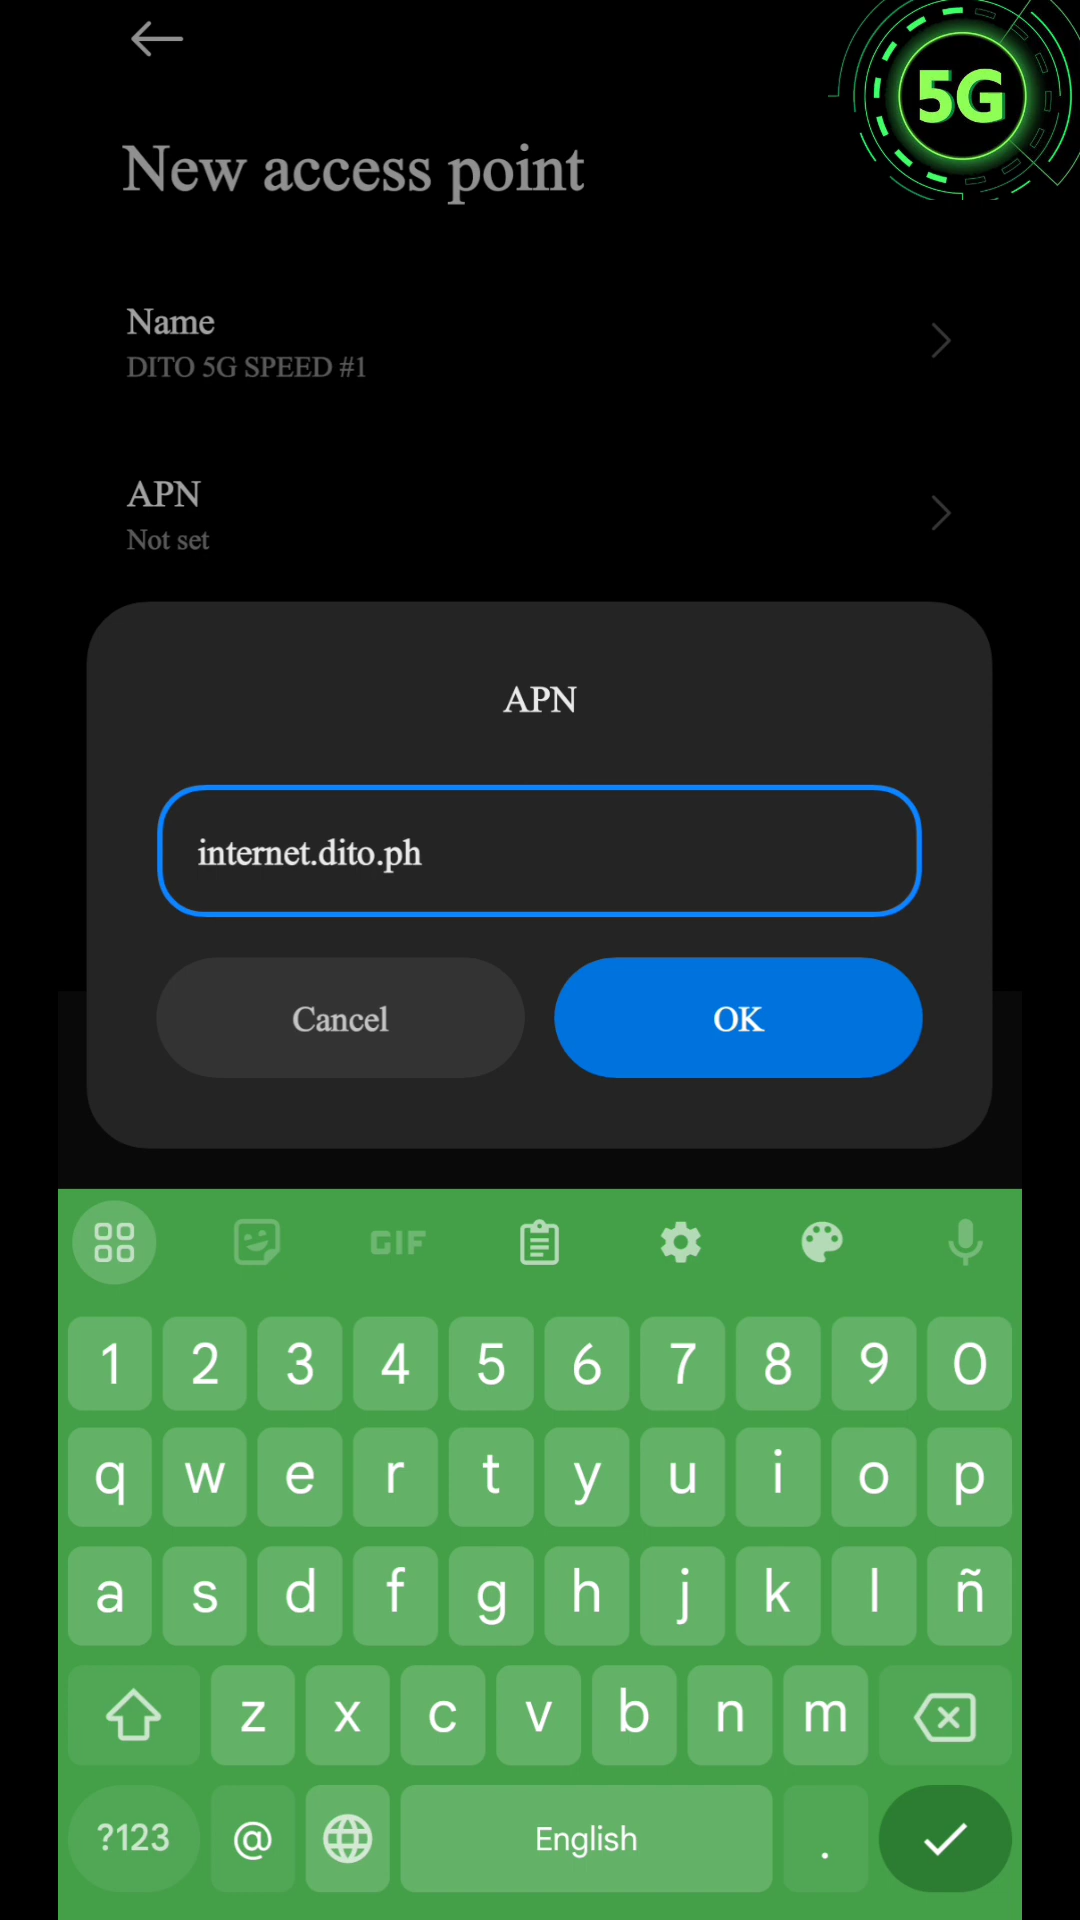 5G
New access point
Name
DITO 5G SPEED #1
APN
Not set
APN
internet.dito.ph
Cancel
OK
GIF
1 2 3 4 5 6 7 8 9 0
q w e r t y u i o p
a s d f g h j k l ñ
z x c v b n m
?123 @ English .